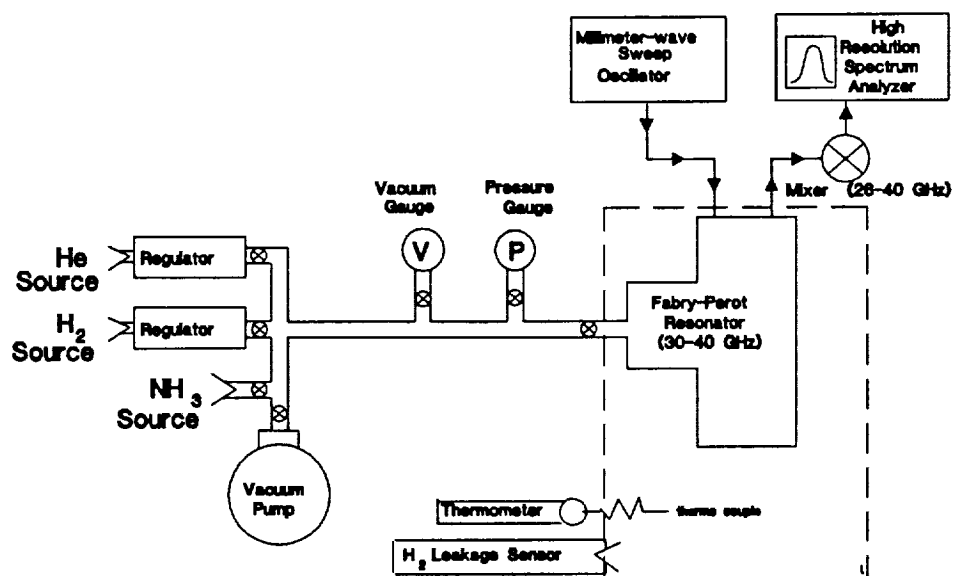 Millimeter-wave
Sweep
Oscillator
High
Resolution
Spectrum
Analyzer
Mixer (26-40 GHz)
Vacuum
Gauge
Pressure
Gauge
V
P
He
Source
Regulator
H2
Source
Regulator
NH3
Source
Vacuum
Pump
Fabry-Perot
Resonator
(30-40 GHz)
Thermometer
thermo couple
H2 Leakage Sensor